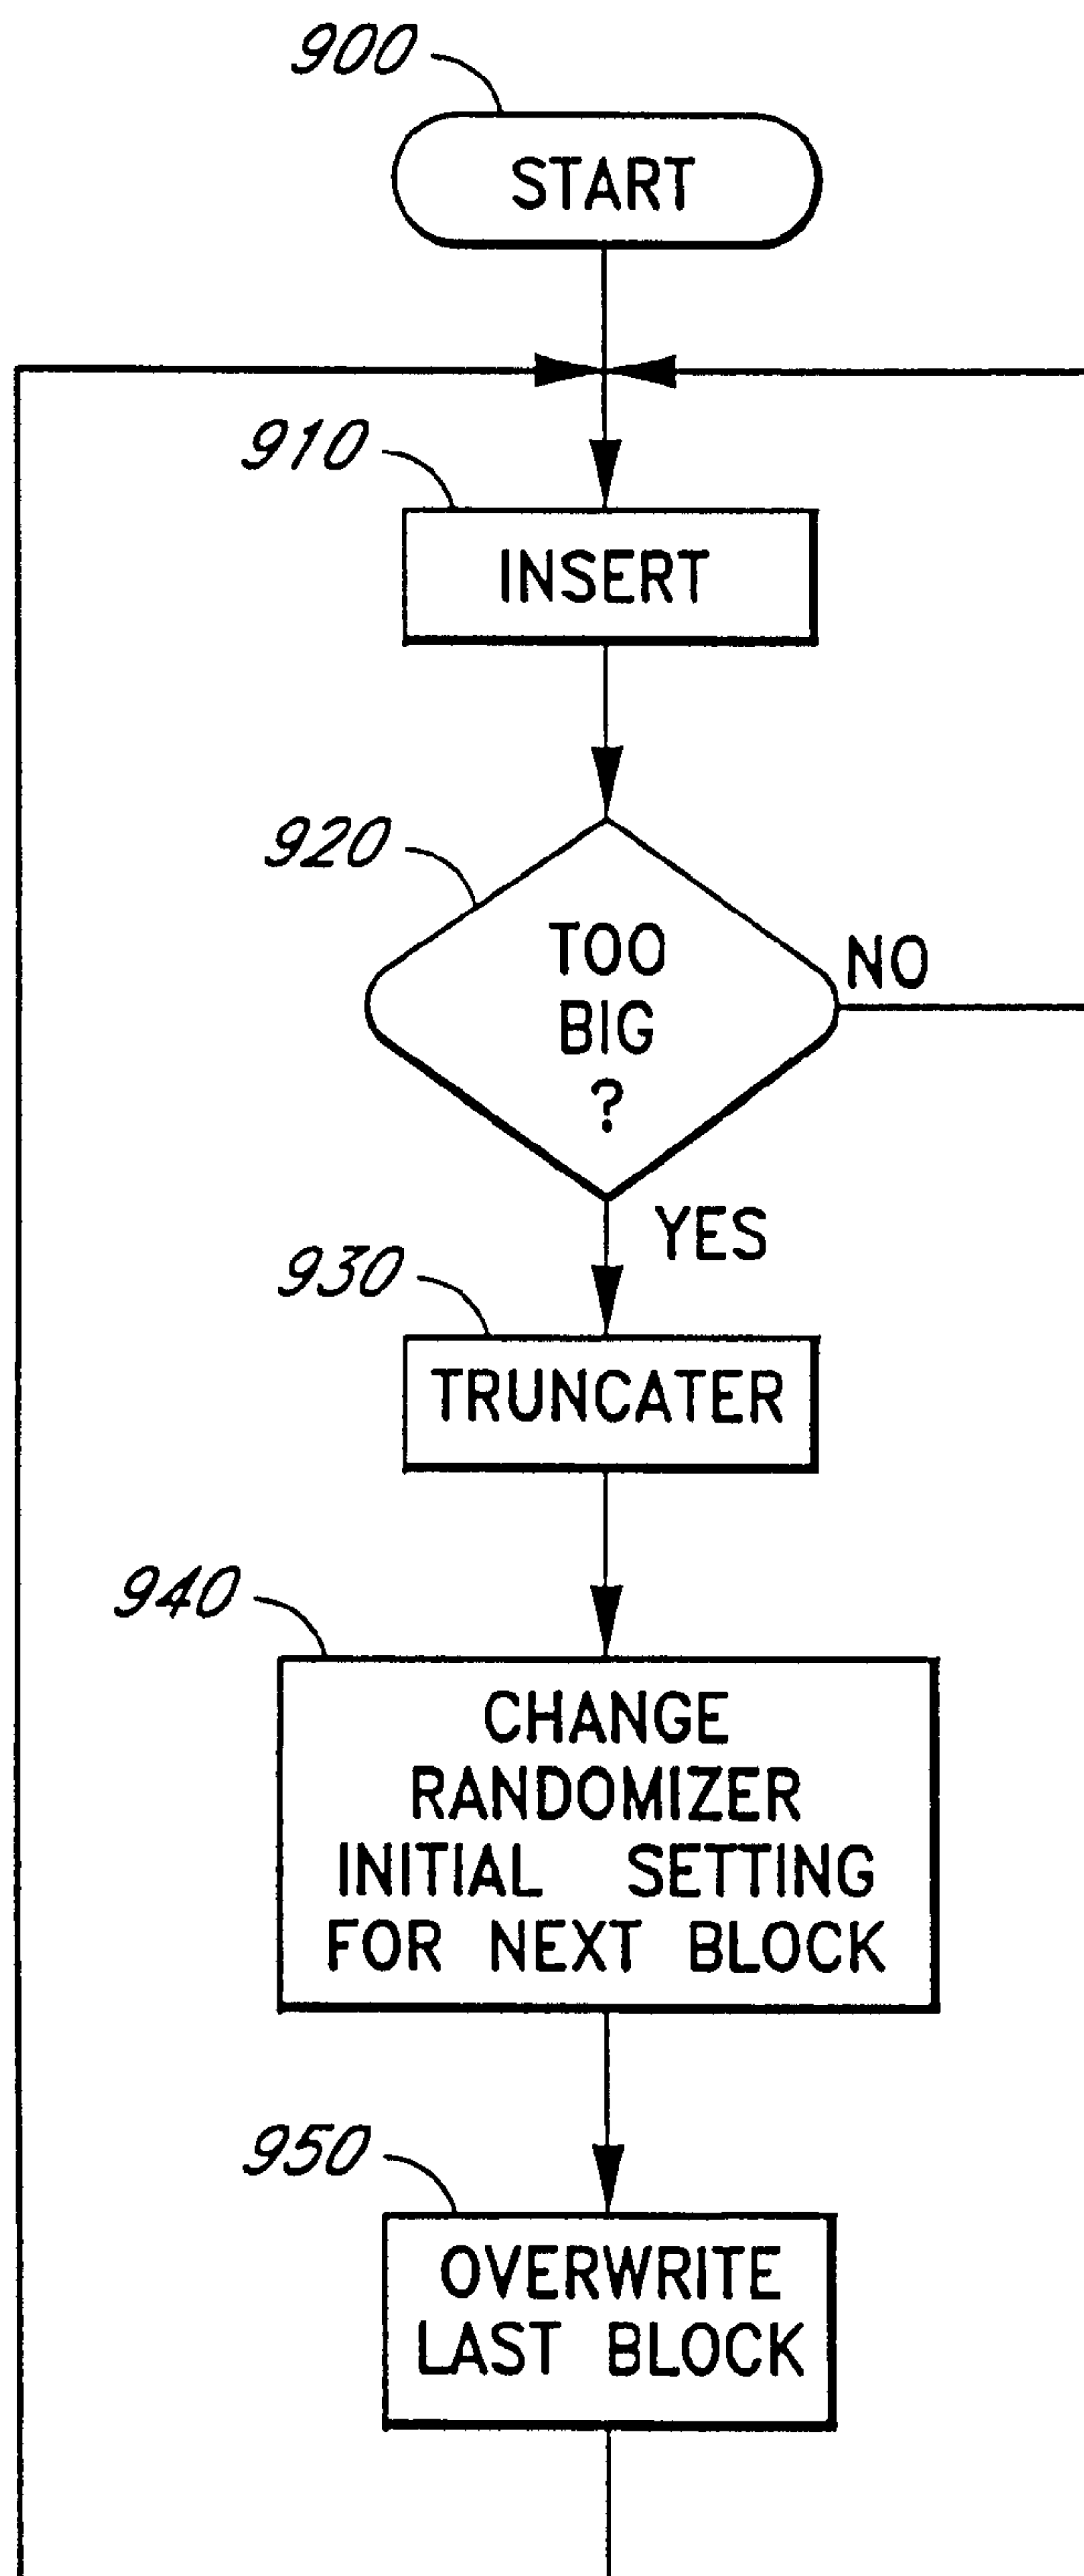 900
START
910
INSERT
920
TOO
BIG
?
NO
YES
930
TRUNCATER
940
CHANGE
RANDOMIZER
INITIAL SETTING
FOR NEXT BLOCK
950
OVERWRITE
LAST BLOCK